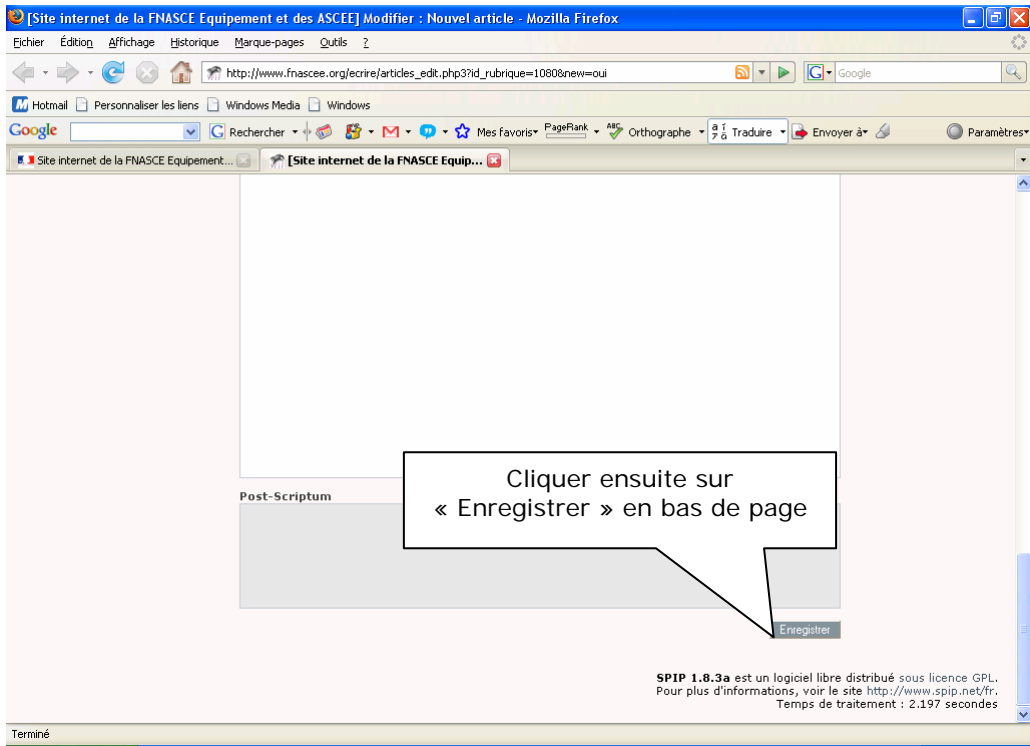 [Site internet de la FNASCE Equipement et des ASCEE] Modifier : Nouvel article - Mozilla Firefox
Fichier Édition Affichage Historique Marque-pages Outils ?
http://www.fnascee.org/ecrire/articles_edit.php3?id_rubrique=1080&new=oui G Google
Hotmail Personnaliser les liens Windows Media Windows
Google G Rechercher Mes favoris PageRank Orthographe Traduire Envoyer à Paramètres
Site internet de la FNASCE Equipement... [Site internet de la FNASCE Equip...
Cliquer ensuite sur
« Enregistrer » en bas de page
Post-Scriptum
Enregistrer
SPIP 1.8.3a est un logiciel libre distribué sous licence GPL.
Pour plus d'informations, voir le site http://www.spip.net/fr.
Temps de traitement : 2.197 secondes
Terminé